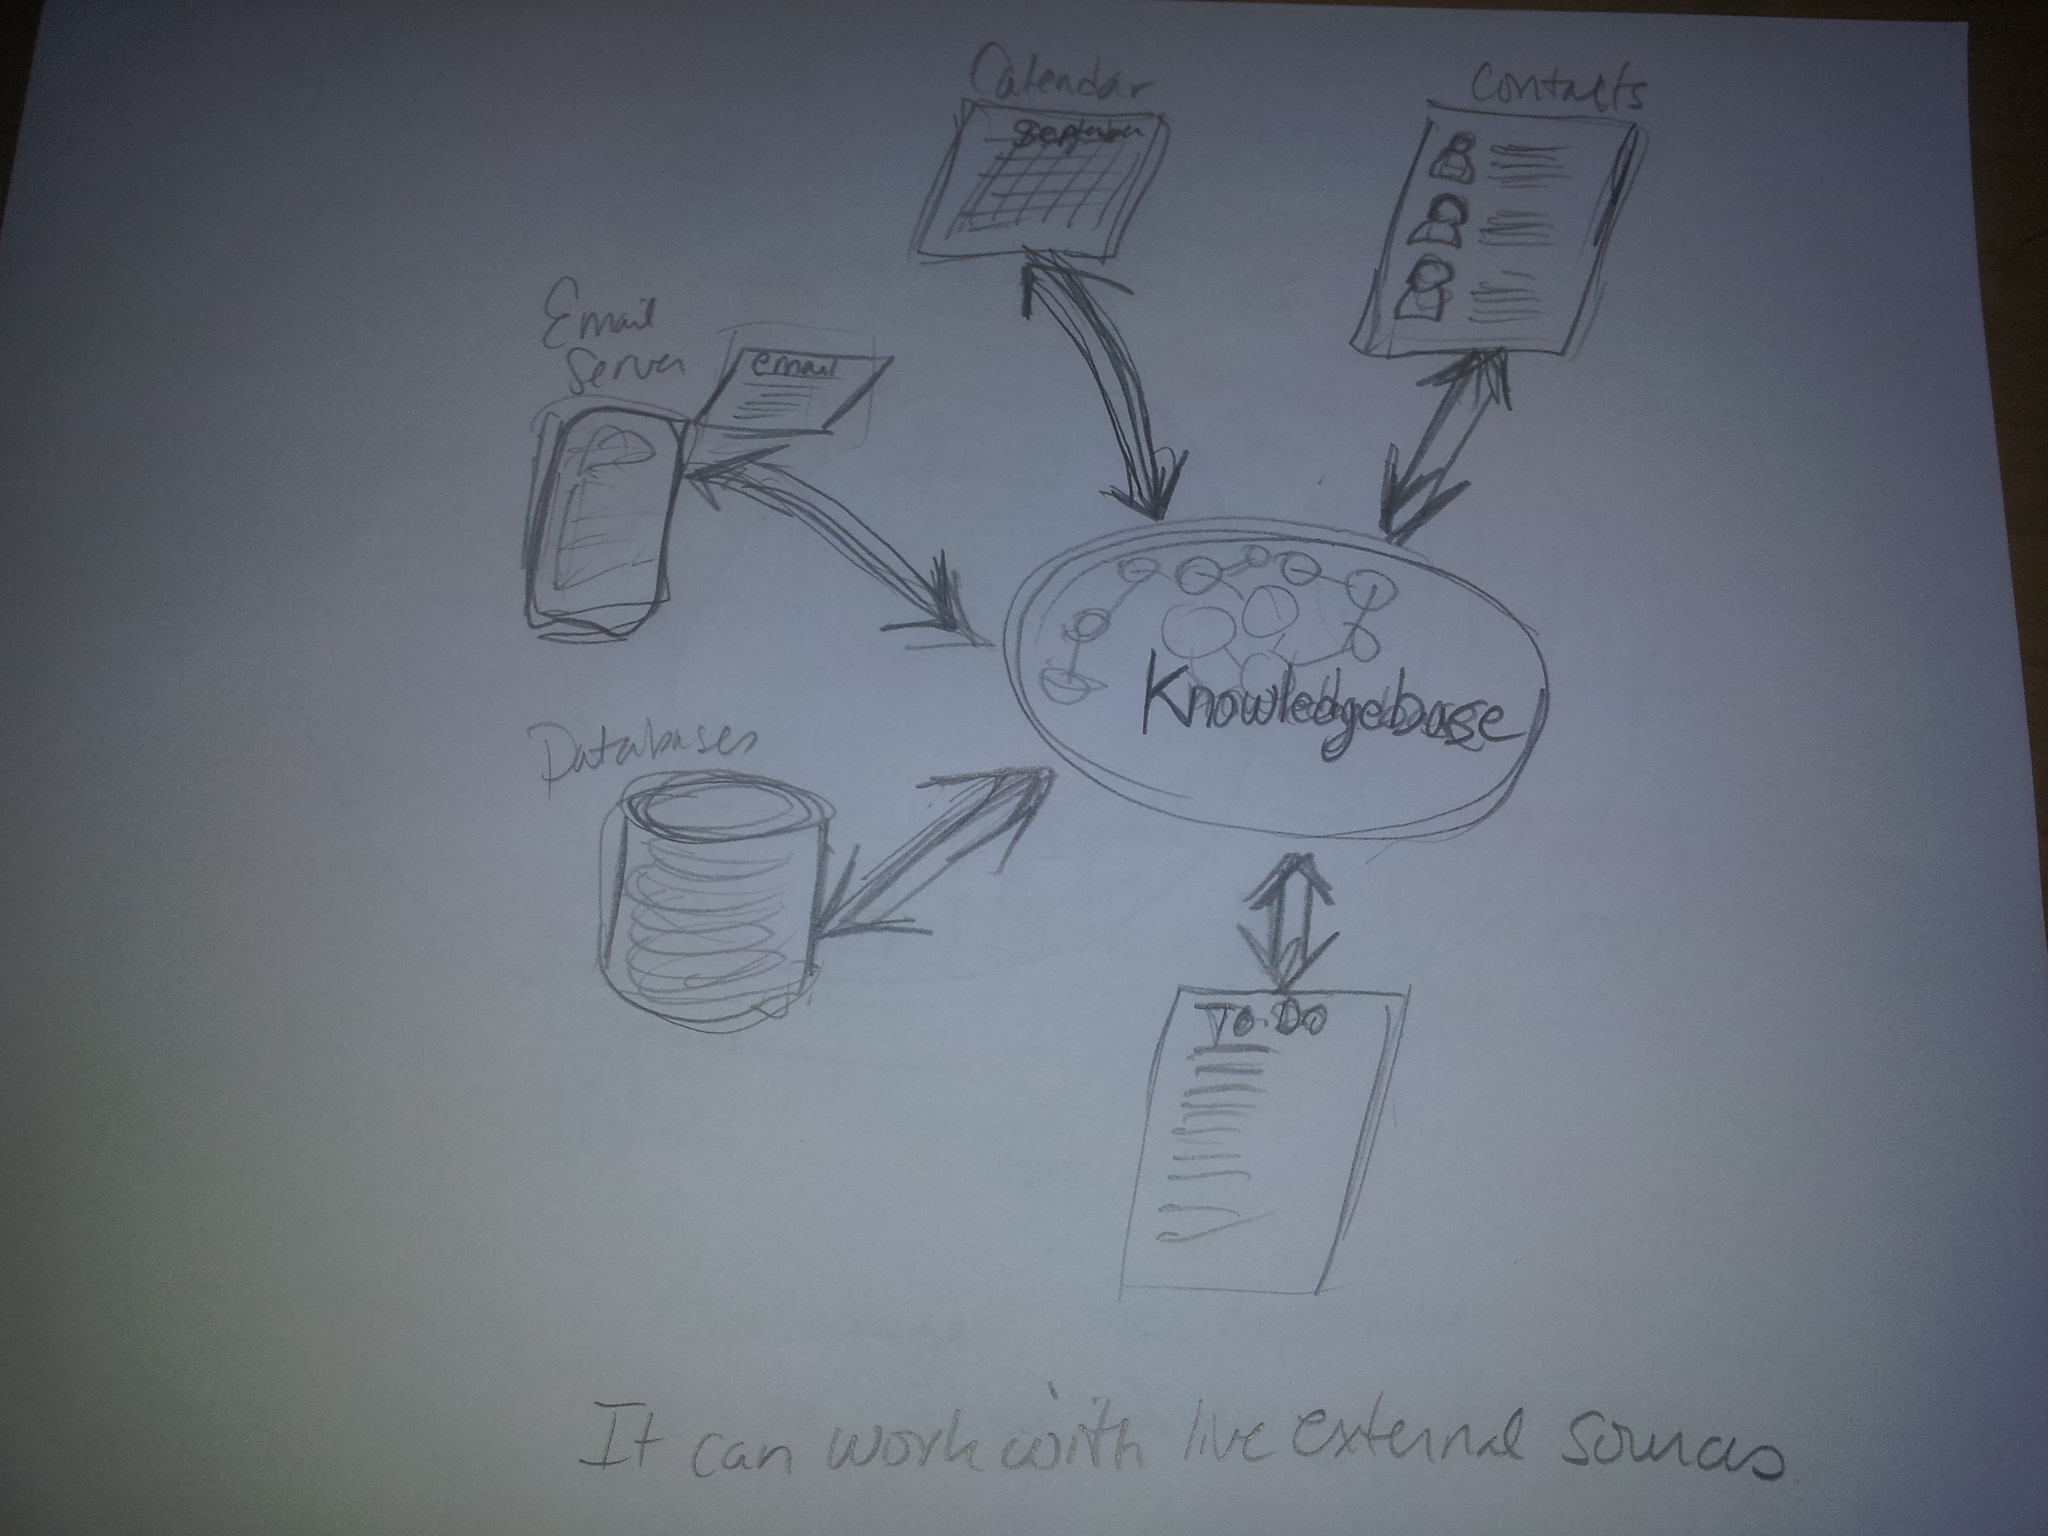 Calendar
September
Contacts
Email
Server
email
Knowledgebase
Databases
To.Do
It can work with live external sources